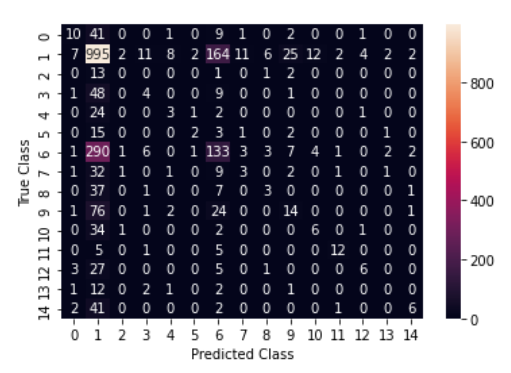 0 10 41 0 0 1 0 9 1 0 2 0 0 1 0 0
1 7 995 2 11 8 2 164 11 6 25 12 2 4 2 2
2 0 13 0 0 0 0 1 0 1 2 0 0 0 0 0
3 1 48 0 4 0 0 9 0 0 1 0 0 0 0 0
4 0 24 0 0 3 1 2 0 0 0 0 0 1 0 0
5 0 15 0 0 0 2 3 1 0 2 0 0 0 1 0
6 1 290 1 6 0 1 133 3 3 7 4 1 0 2 2
7 1 32 1 0 1 0 9 3 0 2 0 1 0 1 0
8 0 37 0 1 0 0 7 0 3 0 0 0 0 0 1
9 1 76 0 1 2 0 24 0 0 14 0 0 0 0 1
10 0 34 1 0 0 0 2 0 0 0 6 0 1 0 0
11 0 5 0 1 0 0 5 0 0 0 0 12 0 0 0
12 3 27 0 0 0 0 5 0 1 0 0 0 6 0 0
13 1 12 0 2 1 0 2 0 0 1 0 0 0 0 0
14 2 41 0 0 0 0 2 0 0 0 0 1 0 0 6
0 1 2 3 4 5 6 7 8 9 10 11 12 13 14
Predicted Class
True Class
800
600
400
200
0